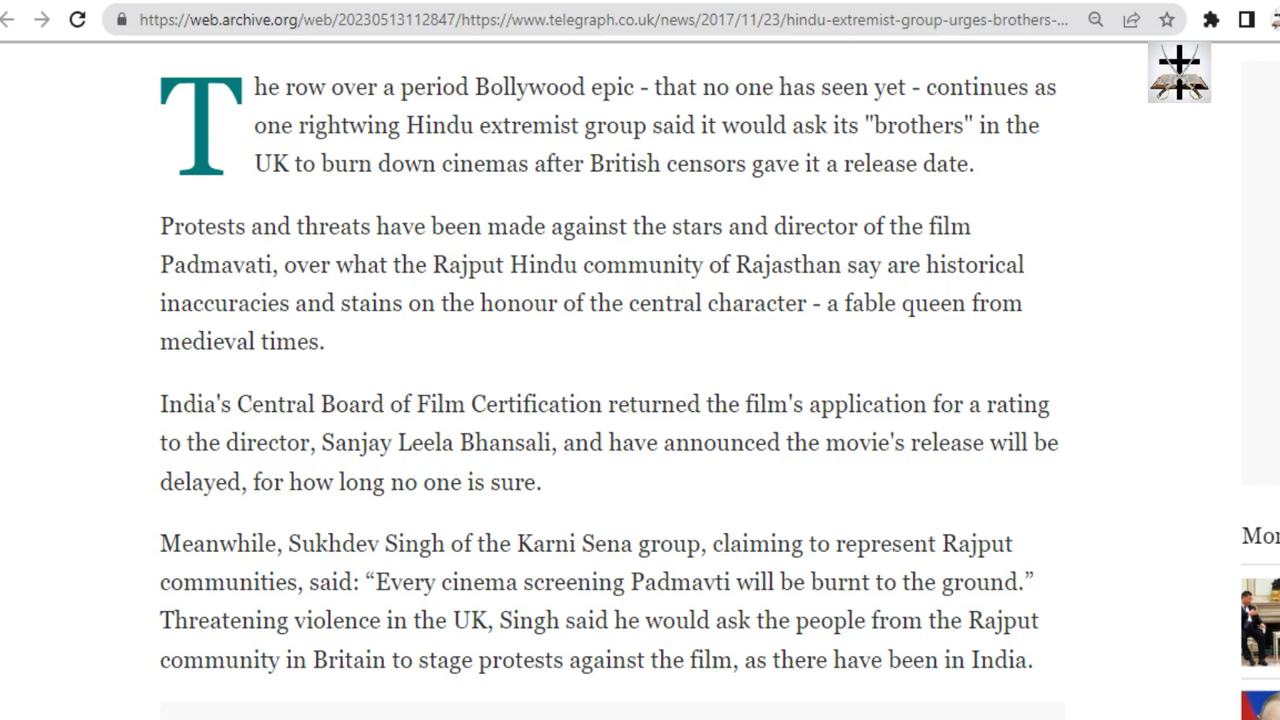 https://web.archive.org/web/20230513112847/https://www.telegraph.co.uk/news/2017/11/23/hindu-extremist-group-urges-brothers-...
The row over a period Bollywood epic - that no one has seen yet - continues as
one rightwing Hindu extremist group said it would ask its "brothers" in the
UK to burn down cinemas after British censors gave it a release date.
Protests and threats have been made against the stars and director of the film
Padmavati, over what the Rajput Hindu community of Rajasthan say are historical
inaccuracies and stains on the honour of the central character - a fable queen from
medieval times.
India's Central Board of Film Certification returned the film's application for a rating
to the director, Sanjay Leela Bhansali, and have announced the movie's release will be
delayed, for how long no one is sure.
Meanwhile, Sukhdev Singh of the Karni Sena group, claiming to represent Rajput
communities, said: “Every cinema screening Padmavti will be burnt to the ground.”
Threatening violence in the UK, Singh said he would ask the people from the Rajput
community in Britain to stage protests against the film, as there have been in India.